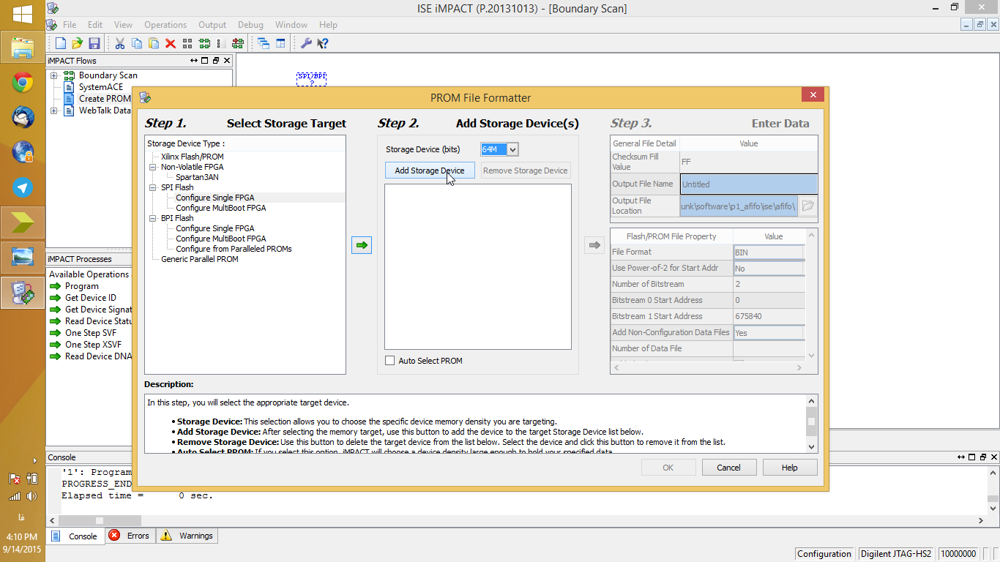 ISE iMPACT (P.20131013) - [Boundary Scan]
File Edit View Operations Output Debug Window Help
iMPACT Flows
Boundary Scan
SystemACE
Create PROM
WebTalk Data
SPI/BPI
?
PROM File Formatter
Step 1. Select Storage Target
Storage Device Type :
Xilinx Flash/PROM
Non-Volatile FPGA
Spartan3AN
SPI Flash
Configure Single FPGA
Configure MultiBoot FPGA
BPI Flash
Configure Single FPGA
Configure MultiBoot FPGA
Configure from Paralleled PROMs
Generic Parallel PROM
Step 2. Add Storage Device(s)
Storage Device (bits) 64M
Add Storage Device Remove Storage Device
Auto Select PROM
Step 3. Enter Data
General File Detail Value
Checksum Fill Value FF
Output File Name Untitled
Output File Location unk\software\p1_afifo\ise\afifo\
Flash/PROM File Property Value
File Format BIN
Use Power-of-2 for Start Addr No
Number of Bitstream 2
Bitstream 0 Start Address 0
Bitstream 1 Start Address 675840
Add Non-Configuration Data Files Yes
Number of Data File
Description:
In this step, you will select the appropriate target device.
• Storage Device: This selection allows you to choose the specific device memory density you are targeting.
• Add Storage Device: After selecting the memory target, use this button to add the device to the target Storage Device list below.
• Remove Storage Device: Use this button to delete the target device from the list below. Select the device and click this button to remove it from the list.
• Auto Select PROM: If you select this option, iMPACT will choose a device density large enough to hold your specified data.
OK Cancel Help
iMPACT Processes
Available Operations
Program
Get Device ID
Get Device Signat
Read Device Statu
One Step SVF
One Step XSVF
Read Device DNA
Console
'1': Program
PROGRESS_END
Elapsed time = 0 sec.
Console Errors Warnings
Configuration Digilent JTAG-HS2 10000000
فا
4:10 PM
9/14/2015